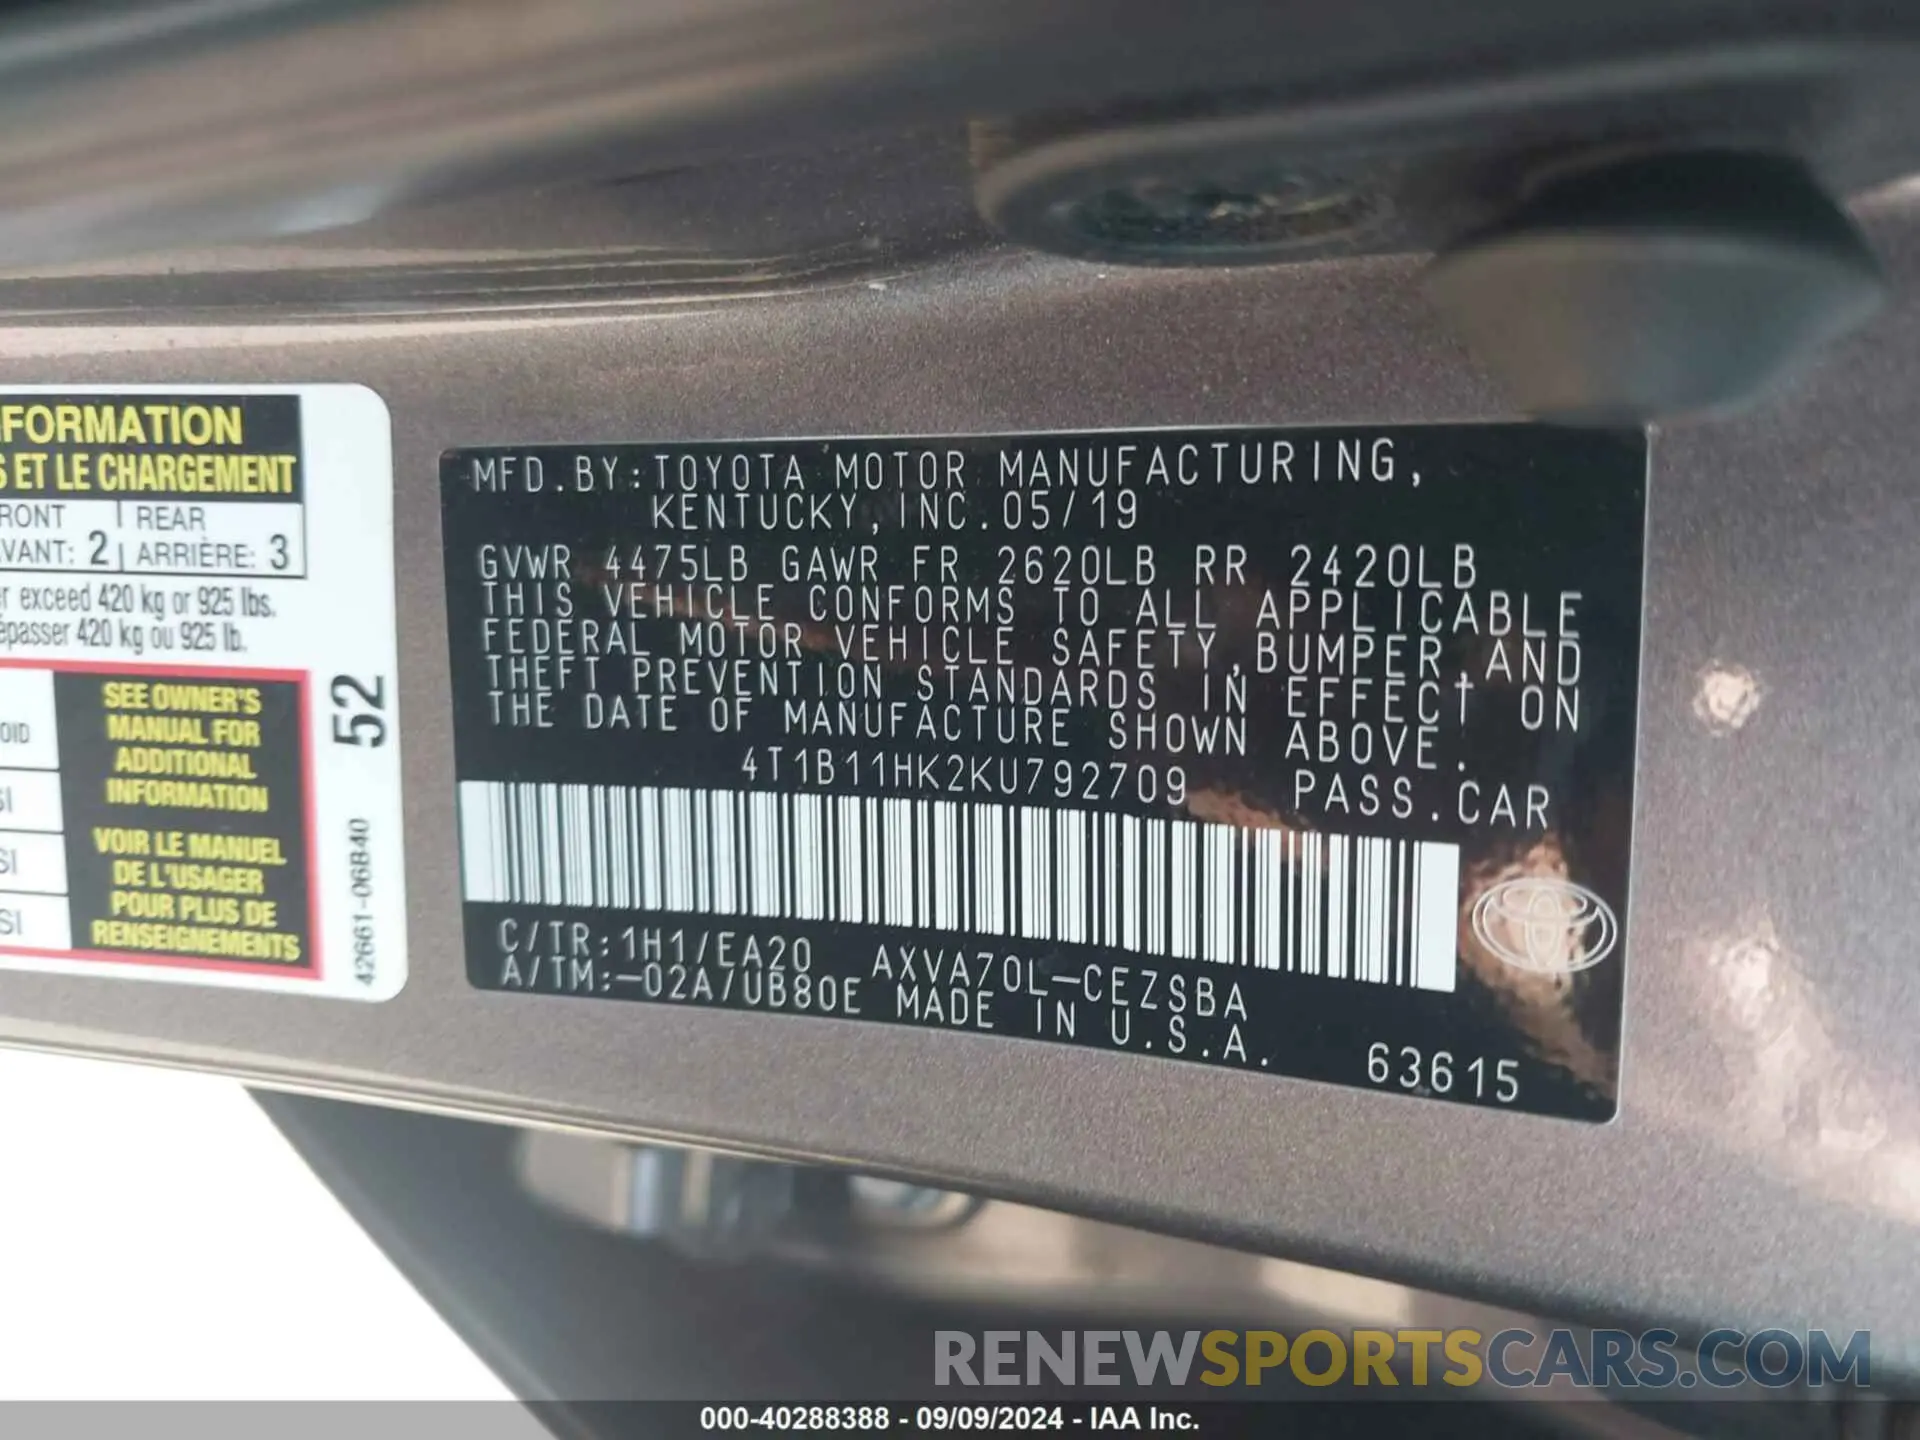 FORMATION
S ET LE CHARGEMENT
RONT | REAR
VANT: 2 | ARRIÈRE: 3
r exceed 420 kg or 925 lbs.
épasser 420 kg ou 925 lb.
SEE OWNER'S
MANUAL FOR
ADDITIONAL
INFORMATION
VOIR LE MANUEL
DE L'USAGER
POUR PLUS DE
RENSEIGNEMENTS
OID
SI
SI
SI
52
42661-06B40
MFD.BY:TOYOTA MOTOR MANUFACTURING,
KENTUCKY,INC.05/19
GVWR 4475LB GAWR FR 2620LB RR 2420LB
THIS VEHICLE CONFORMS TO ALL APPLICABLE
FEDERAL MOTOR VEHICLE SAFETY,BUMPER,AND
THEFT PREVENTION STANDARDS IN EFFECT ON
THE DATE OF MANUFACTURE SHOWN ABOVE.
4T1B11HK2KU792709 PASS.CAR
C/TR:1H1/EA20 AXVA70L-CEZSBA
A/TM:-02A/UB80E MADE IN U.S.A.
63615
RENEWSPORTSCARS.COM
000-40288388 - 09/09/2024 - IAA Inc.